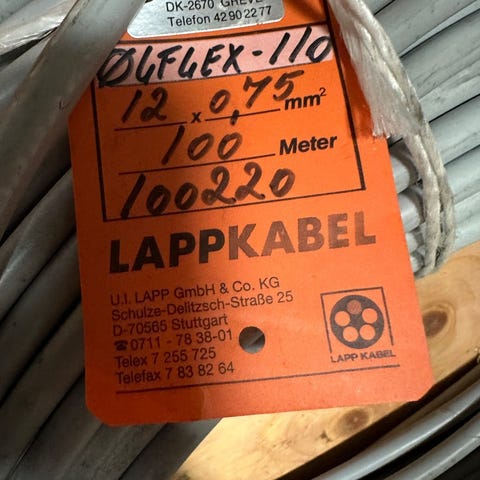 DK-2670 GREVE
Telefon 42 90 22 77
ØLFLEX-110
12 x 0,75 mm²
100 Meter
100220
LAPPKABEL
U.I. LAPP GmbH & Co. KG
Schulze-Delitzsch-Straße 25
D-70565 Stuttgart
☎ 0711 - 78 38-01
Telex 7 255 725
Telefax 7 83 82 64
LAPP KABEL